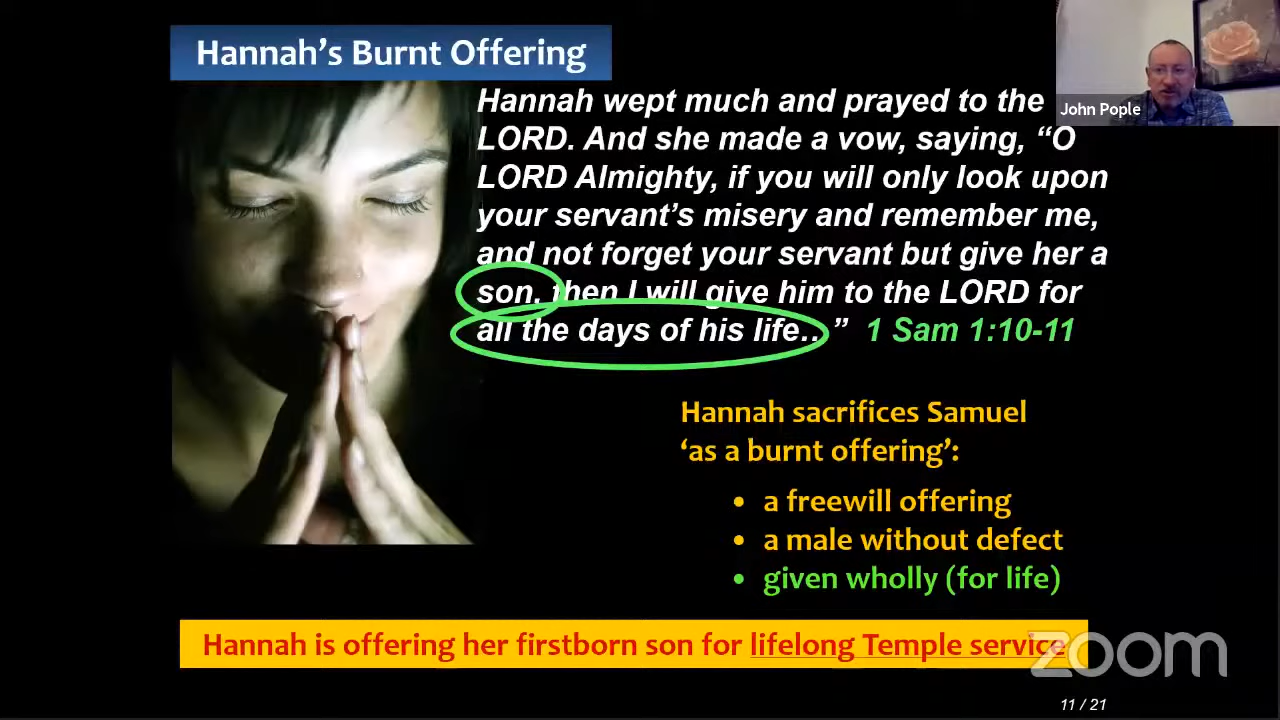 Hannah's Burnt Offering
John Pople
Hannah wept much and prayed to the
LORD. And she made a vow, saying, “O
LORD Almighty, if you will only look upon
your servant’s misery and remember me,
and not forget your servant but give her a
son, then I will give him to the LORD for
all the days of his life…” 1 Sam 1:10-11
Hannah sacrifices Samuel
‘as a burnt offering’:
• a freewill offering
• a male without defect
• given wholly (for life)
Hannah is offering her firstborn son for lifelong Temple service
zoom
11 / 21